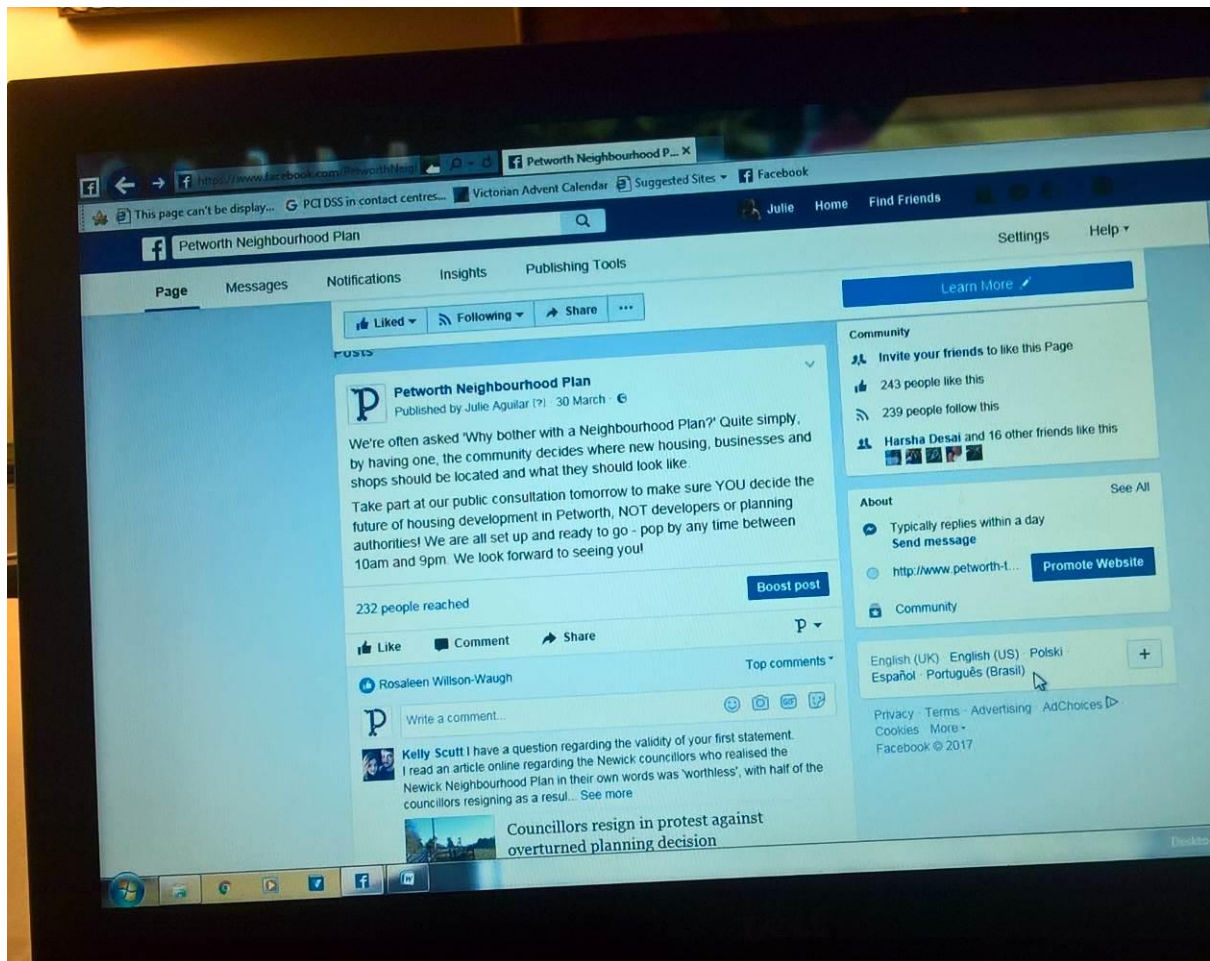 https://www.facebook.com/PetworthNeigl
Petworth Neighbourhood P... X
This page can't be display...
PCI DSS in contact centres...
Victorian Advent Calendar
Suggested Sites
Facebook
Petworth Neighbourhood Plan
Julie
Home
Find Friends
Page
Messages
Notifications
Insights
Publishing Tools
Settings
Help
Liked
Following
Share
...
Learn More
Posts
Petworth Neighbourhood Plan
Published by Julie Aguilar [?] · 30 March ·
We're often asked 'Why bother with a Neighbourhood Plan?' Quite simply,
by having one, the community decides where new housing, businesses and
shops should be located and what they should look like.
Take part at our public consultation tomorrow to make sure YOU decide the
future of housing development in Petworth, NOT developers or planning
authorities! We are all set up and ready to go - pop by any time between
10am and 9pm. We look forward to seeing you!
232 people reached
Boost post
Like
Comment
Share
P
Rosaleen Willson-Waugh
Top comments
P
Write a comment...
GIF
Kelly Scutt I have a question regarding the validity of your first statement.
I read an article online regarding the Newick councillors who realised the
Newick Neighbourhood Plan in their own words was 'worthless', with half of the
councillors resigning as a resul... See more
Councillors resign in protest against
overturned planning decision
Community
Invite your friends to like this Page
243 people like this
239 people follow this
Harsha Desai and 16 other friends like this
About
See All
Typically replies within a day
Send message
http://www.petworth-t...
Promote Website
Community
English (UK) · English (US) · Polski ·
Español · Português (Brasil)
+
Privacy · Terms · Advertising · AdChoices ·
Cookies · More
Facebook © 2017